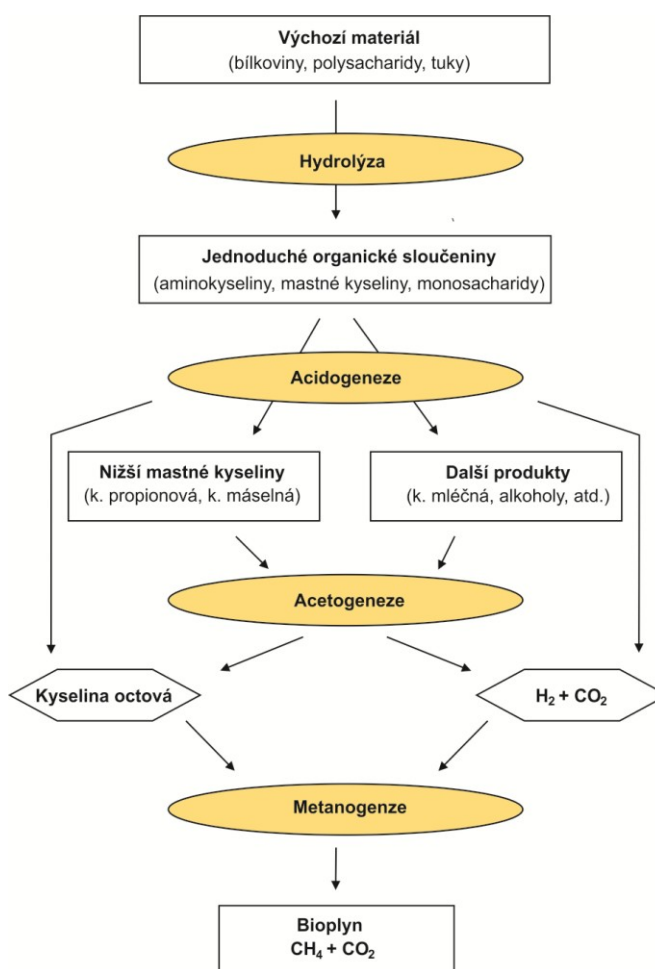 Výchozí materiál
(bílkoviny, polysacharidy, tuky)
Hydrolýza
Jednoduché organické sloučeniny
(aminokyseliny, mastné kyseliny, monosacharidy)
Acidogeneze
Nižší mastné kyseliny
(k. propionová, k. máselná)
Další produkty
(k. mléčná, alkoholy, atd.)
Acetogeneze
Kyselina octová
H₂ + CO₂
Metanogenze
Bioplyn
CH₄ + CO₂